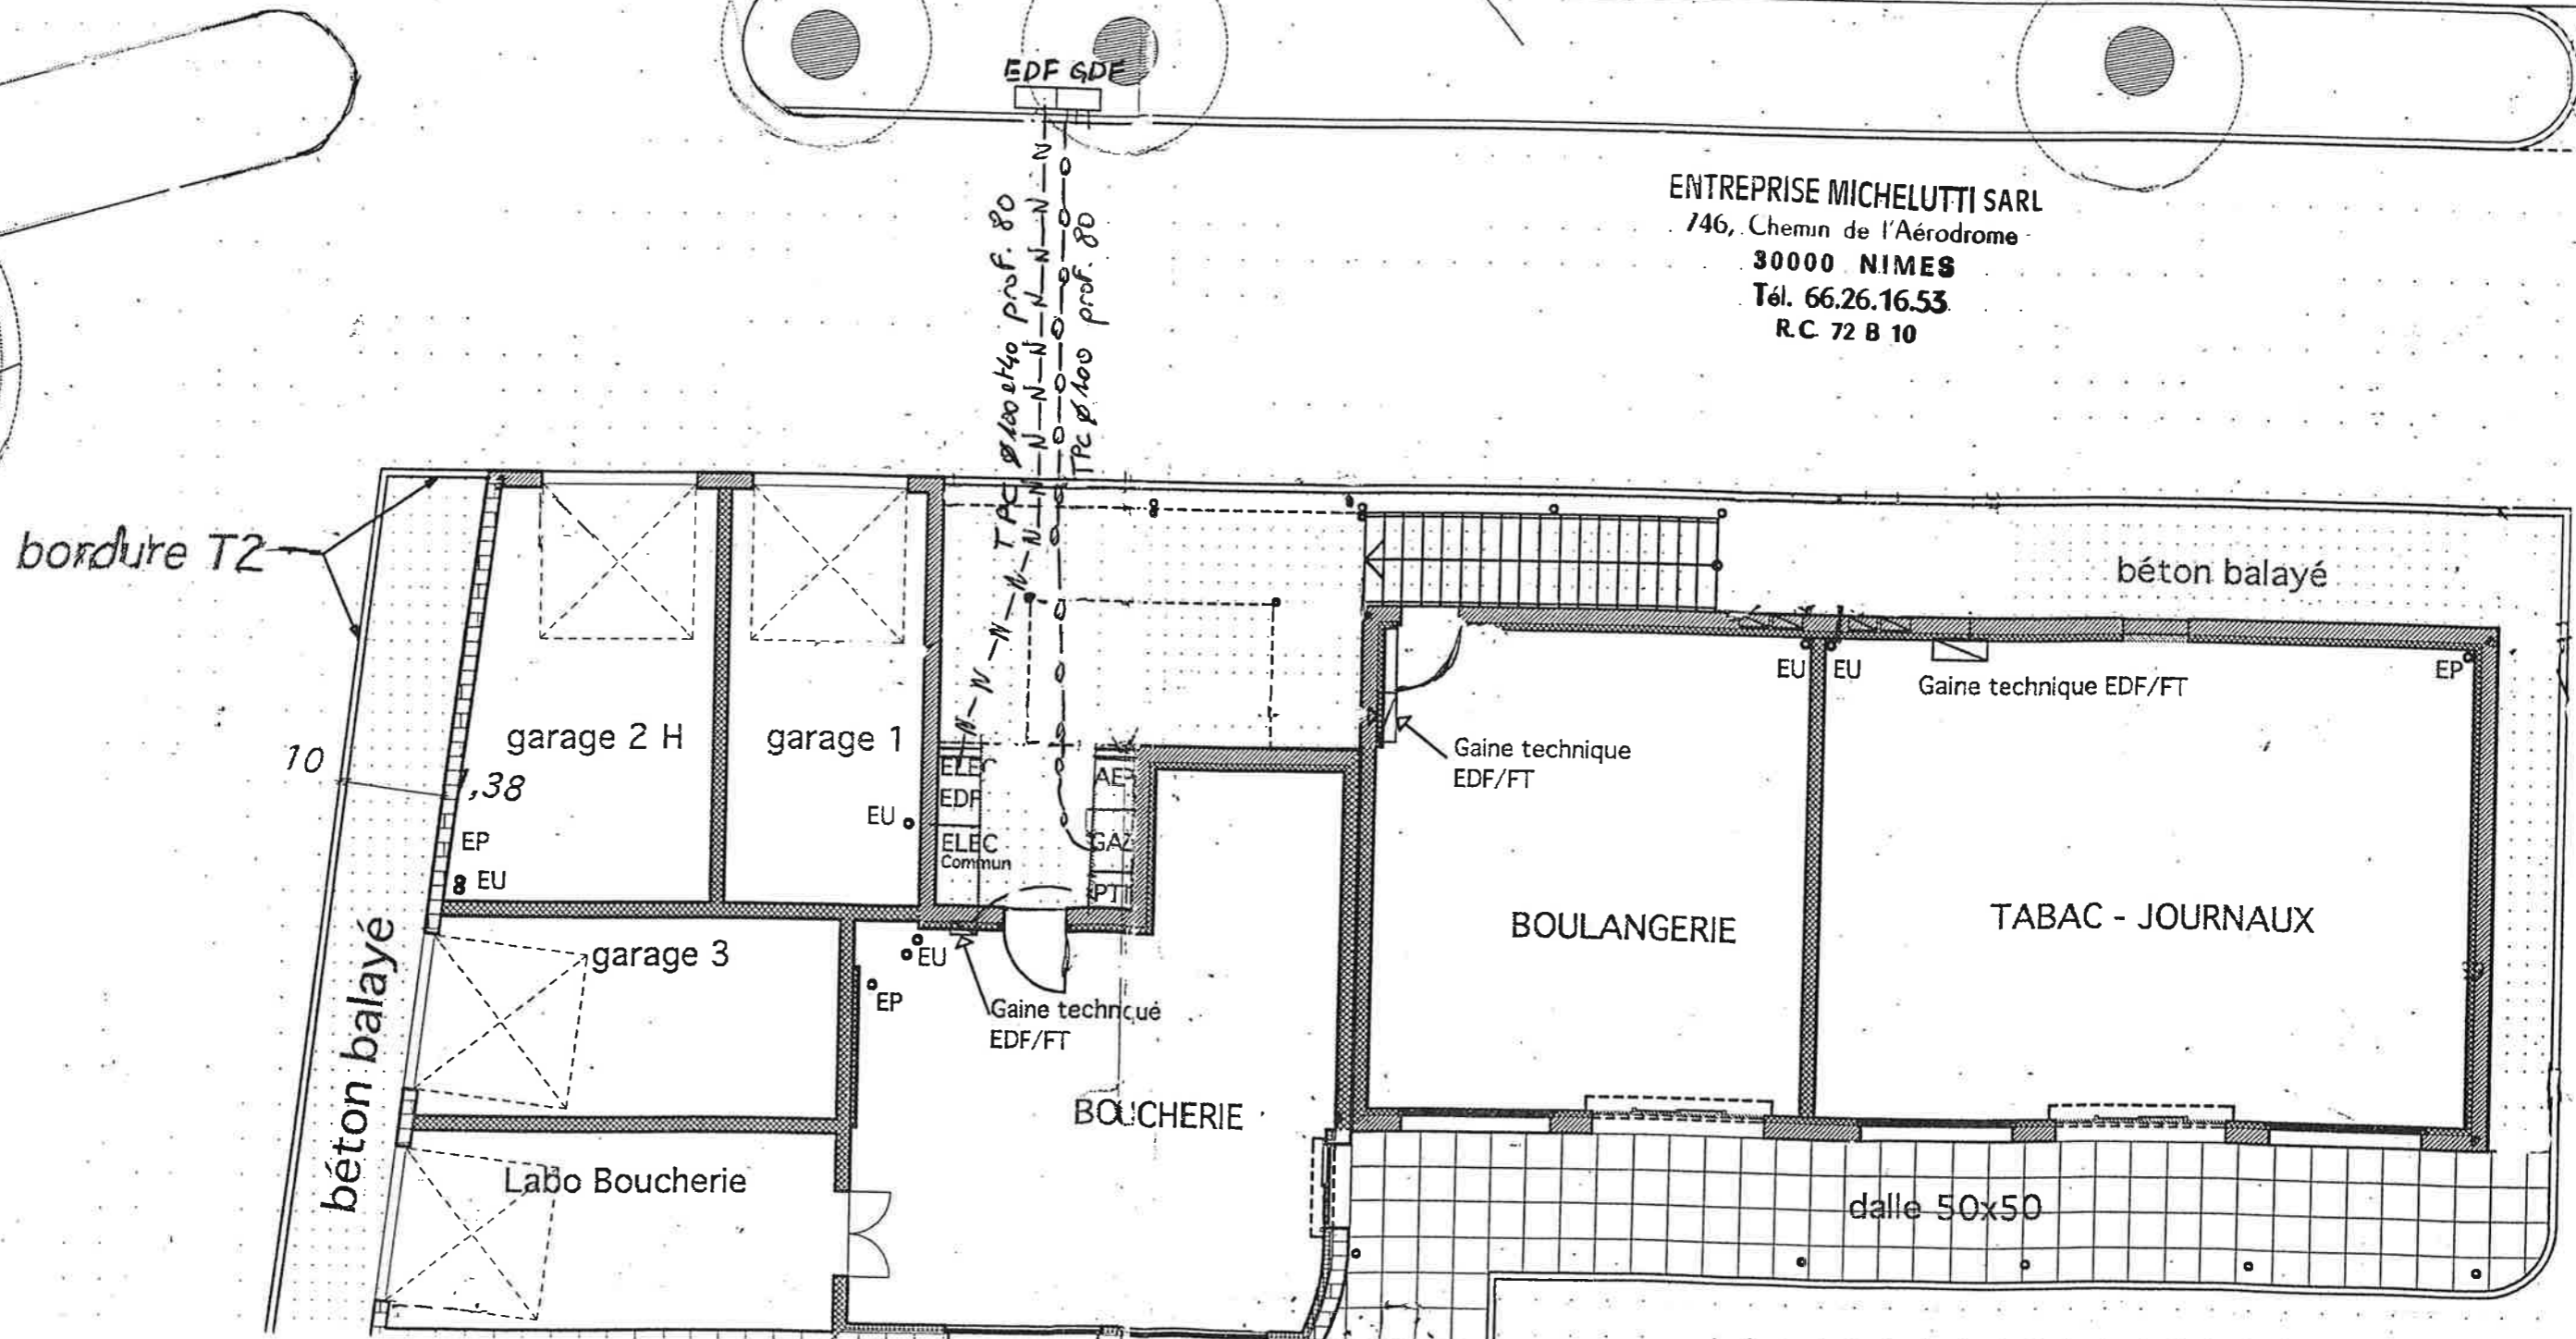 EDF GDF
ENTREPRISE MICHELUTTI SARL
746, Chemin de l'Aérodrome
30000 NIMES
Tél. 66.26.16.53
R.C. 72 B 10
TPC ø100 et 40 prof. 80
TPC ø100 prof. 80
bordure T2
béton balayé
EU
EU
EP
Gaine technique EDF/FT
garage 2 H
garage 1
Gaine technique
EDF/FT
10
,38
ELEC
EDF
AEP
EU
EP
ELEC
Commun
GAZ
EU
PTT
BOULANGERIE
TABAC - JOURNAUX
béton balayé
garage 3
EU
EP
Gaine technique
EDF/FT
BOUCHERIE
Labo Boucherie
dalle 50x50